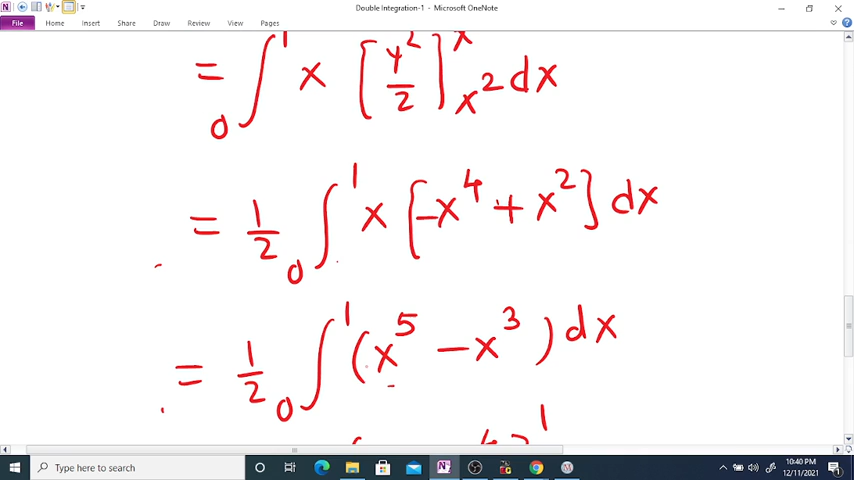 Double Integration-1 - Microsoft OneNote
File Home Insert Share Draw History Review View Pages
= ∫₀¹ x [y²/2]ₓ²ˣ dx
= 1/2 ∫₀¹ x [-x⁴ + x²] dx
= 1/2 ∫₀¹ (x⁵ - x³) dx
Type here to search
10:40 PM
12/11/2021